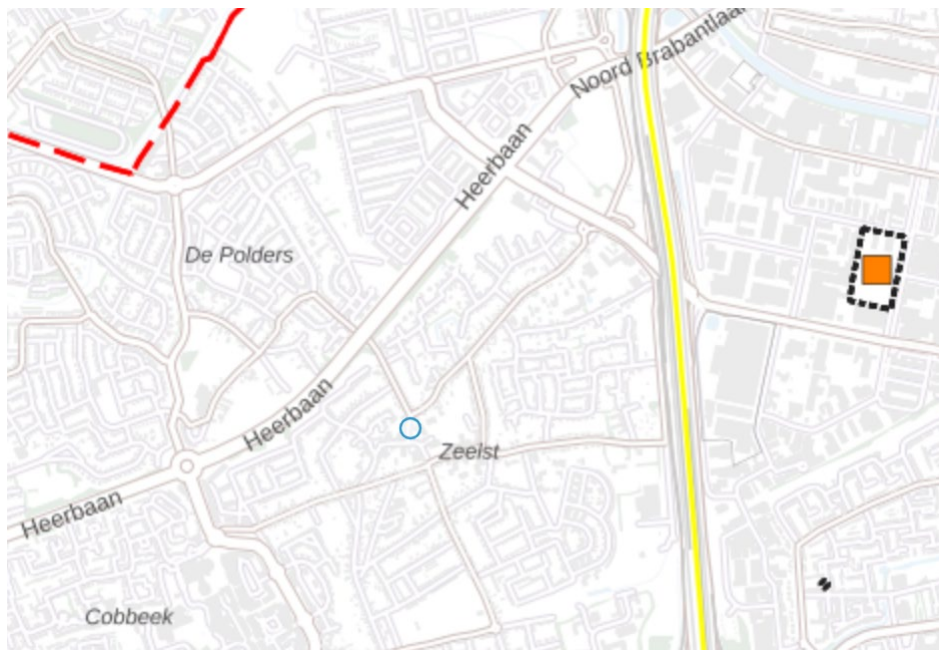 Noord Brabantlaan
Heerbaan
De Polders
Heerbaan
Zeelst
Heerbaan
Cobbeek